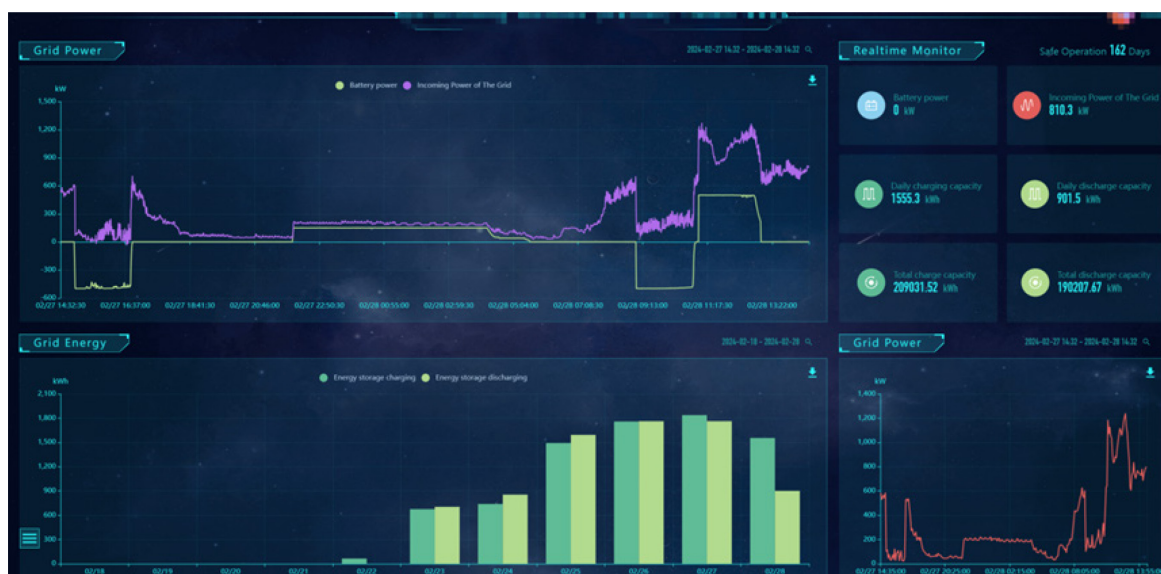 Grid Power
2024-02-27 14:32 - 2024-02-28 14:32
Battery power Incoming Power of The Grid
kW
1,500
1,200
900
600
300
0
-300
-600
02/27 14:32:30 02/27 16:37:00 02/27 18:41:30 02/27 20:46:00 02/27 22:50:30 02/28 00:55:00 02/28 02:59:30 02/28 05:04:00 02/28 07:08:30 02/28 09:13:00 02/28 11:17:30 02/28 13:22:00
Realtime Monitor
Safe Operation 162 Days
Battery power
0 kW
Incoming Power of The Grid
810.3 kW
Daily charging capacity
1555.3 kWh
Daily discharge capacity
901.5 kWh
Total charge capacity
209031.52 kWh
Total discharge capacity
190207.67 kWh
Grid Energy
2024-02-18 - 2024-02-28
Energy storage charging Energy storage discharging
kWh
2,100
1,800
1,500
1,200
900
600
300
0
02/18 02/19 02/20 02/21 02/22 02/23 02/24 02/25 02/26 02/27 02/28
Grid Power
2024-02-27 14:32 - 2024-02-28 14:32
kW
1,400
1,200
1,000
800
600
400
200
0
02/27 14:35:00 02/27 20:25:00 02/28 02:15:00 02/28 08:05:00 02/28 13:55:00